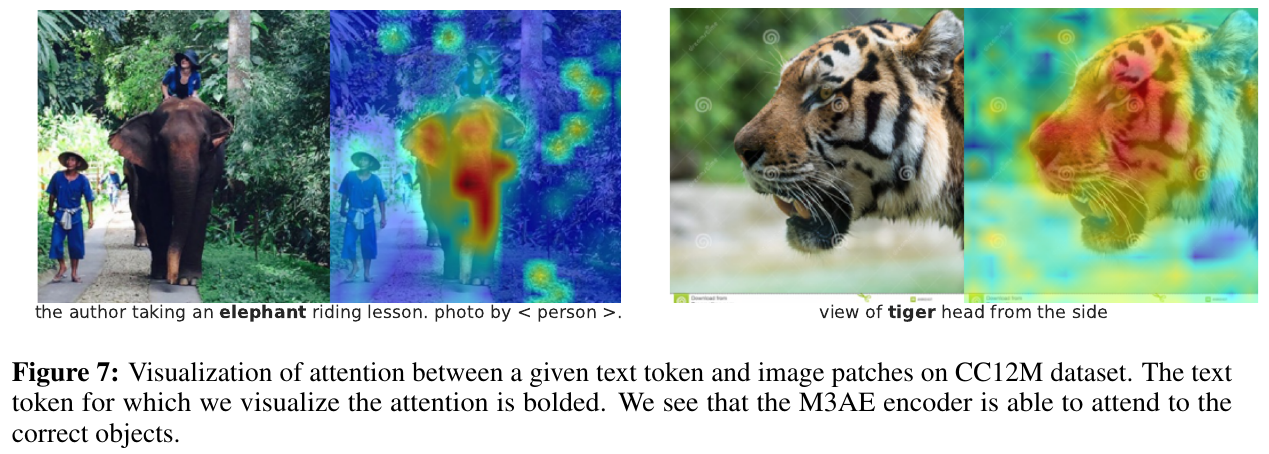 the author taking an elephant riding lesson. photo by < person >.
view of tiger head from the side
Download from
Figure 7: Visualization of attention between a given text token and image patches on CC12M dataset. The text
token for which we visualize the attention is bolded. We see that the M3AE encoder is able to attend to the
correct objects.